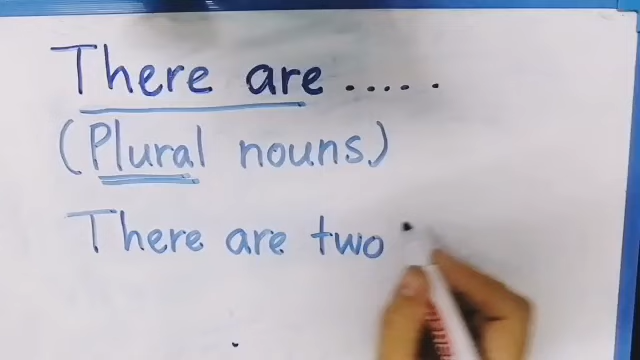 There are .....
(Plural nouns)
There are two